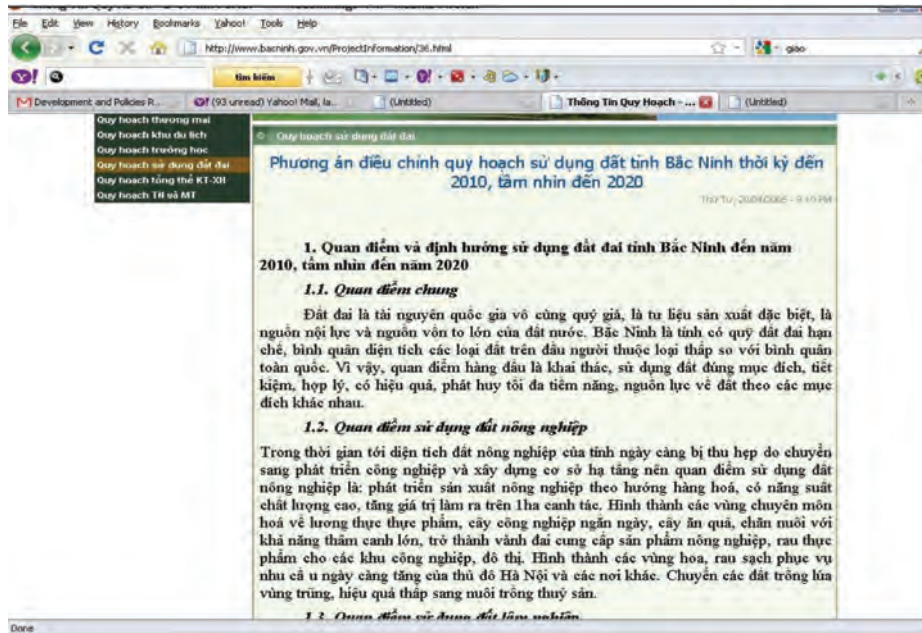 File Edit View History Bookmarks Yahoo! Tools Help
http://www.bacninh.gov.vn/ProjectInformation/36.html
giao
tìm kiếm
Development and Policies R...
(93 unread) Yahoo! Mail, la...
(Untitled)
Thông Tin Quy Hoạch - ...
(Untitled)
Quy hoạch thương mại
Quy hoạch khu du lịch
Quy hoạch trường học
Quy hoạch sử dụng đất đai
Quy hoạch tổng thể KT-XH
Quy hoạch TN và MT
Quy hoạch sử dụng đất đai
Phương án điều chỉnh quy hoạch sử dụng đất tỉnh Bắc Ninh thời kỳ đến
2010, tầm nhìn đến 2020
1. Quan điểm và định hướng sử dụng đất đai tỉnh Bắc Ninh đến năm
2010, tầm nhìn đến năm 2020
1.1. Quan điểm chung
Đất đai là tài nguyên quốc gia vô cùng quý giá, là tư liệu sản xuất đặc biệt, là
nguồn nội lực và nguồn vốn to lớn của đất nước. Bắc Ninh là tỉnh có quỹ đất đai hạn
chế, bình quân diện tích các loại đất trên đầu người thuộc loại thấp so với bình quân
toàn quốc. Vì vậy, quan điểm hàng đầu là khai thác, sử dụng đất đúng mục đích, tiết
kiệm, hợp lý, có hiệu quả, phát huy tối đa tiềm năng, nguồn lực về đất theo các mục
đích khác nhau.
1.2. Quan điểm sử dụng đất nông nghiệp
Trong thời gian tới diện tích đất nông nghiệp của tỉnh ngày càng bị thu hẹp do chuyển
sang phát triển công nghiệp và xây dựng cơ sở hạ tầng nên quan điểm sử dụng đất
nông nghiệp là: phát triển sản xuất nông nghiệp theo hướng hàng hoá, có năng suất
chất lượng cao, tăng giá trị làm ra trên 1ha canh tác. Hình thành các vùng chuyên môn
hoá về lương thực thực phẩm, cây công nghiệp ngắn ngày, cây ăn quả, chăn nuôi với
khả năng thâm canh lớn, trở thành vành đai cung cấp sản phẩm nông nghiệp, rau thực
phẩm cho các khu công nghiệp, đô thị. Hình thành các vùng hoa, rau sạch phục vụ
nhu cầ u ngày càng tăng của thủ đô Hà Nội và các nơi khác. Chuyển các đất trồng lúa
vùng trũng, hiệu quả thấp sang nuôi trồng thuỷ sản.
1.3. Quan điểm sử dụng đất lâm nghiệp
Done